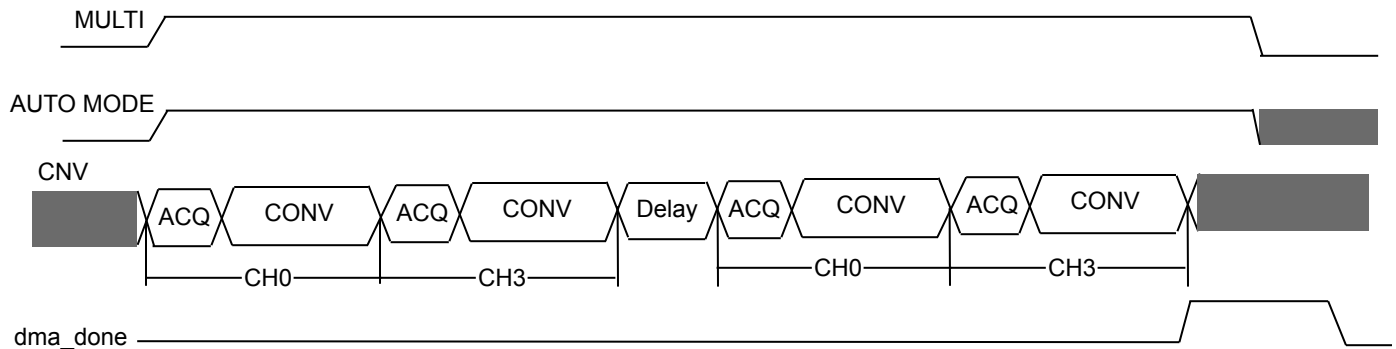 MULTI
AUTO MODE
CNV
ACQ CONV ACQ CONV Delay ACQ CONV ACQ CONV
CH0 CH3 CH0 CH3
dma_done